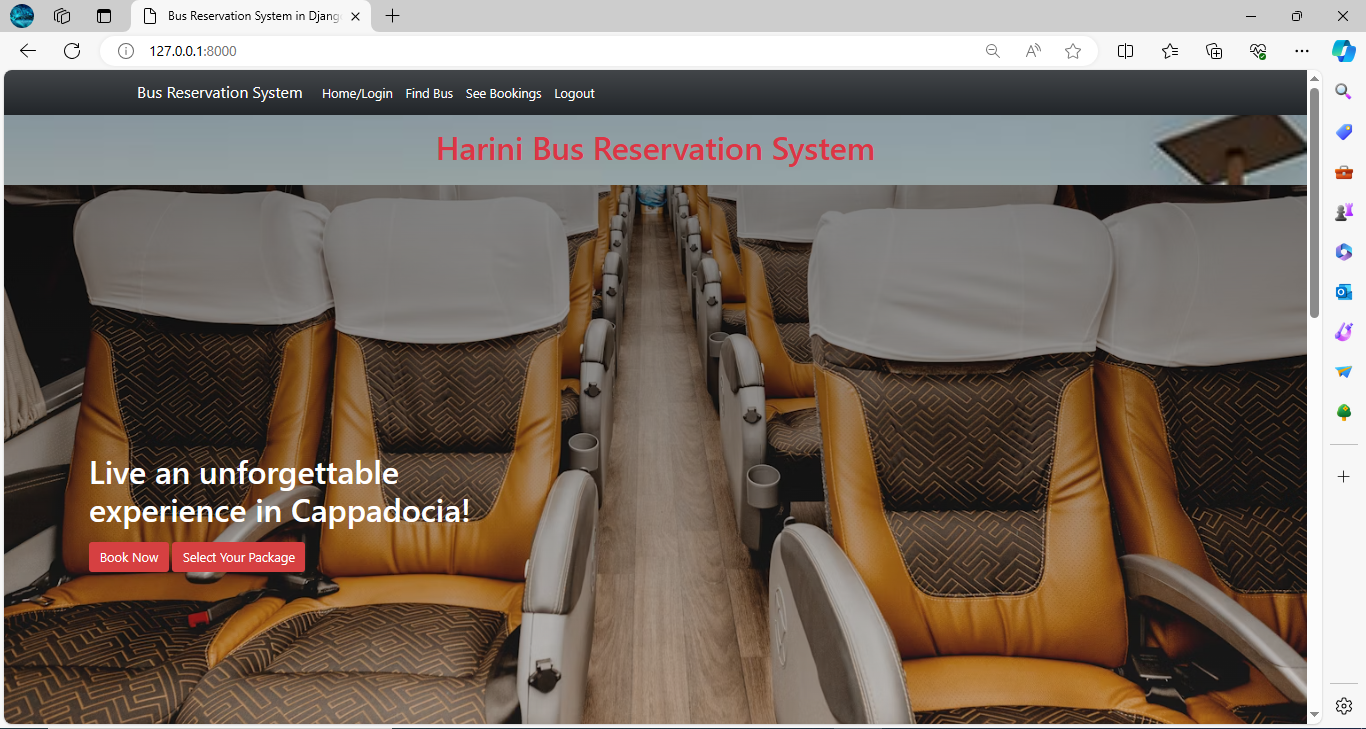 Bus Reservation System in Djang
127.0.0.1:8000
Bus Reservation System Home/Login Find Bus See Bookings Logout
Harini Bus Reservation System
Live an unforgettable
experience in Cappadocia!
Book Now Select Your Package